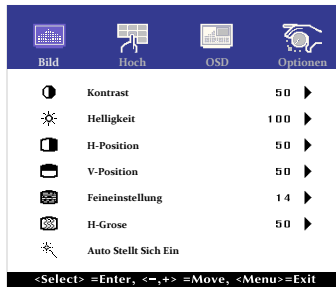 Bild Hoch OSD Optionen
Kontrast 50
Helligkeit 100
H-Position 50
V-Position 50
Feineinstellung 14
H-Grose 50
Auto Stellt Sich Ein
<Select> =Enter, <–,+> =Move, <Menu>=Exit